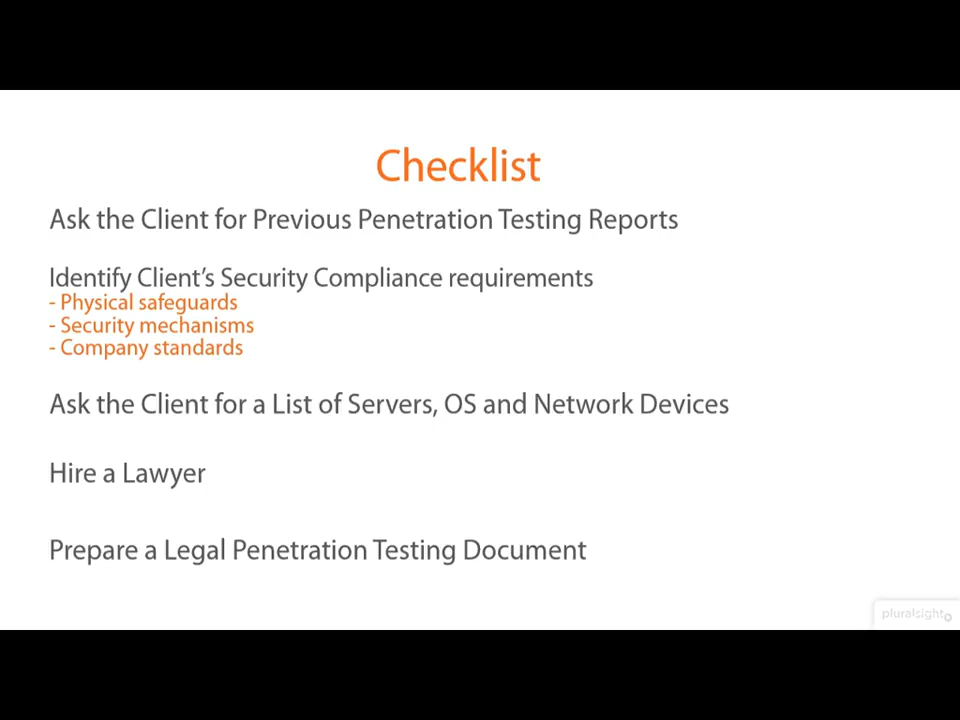 Checklist
Ask the Client for Previous Penetration Testing Reports
Identify Client’s Security Compliance requirements
- Physical safeguards
- Security mechanisms
- Company standards
Ask the Client for a List of Servers, OS and Network Devices
Hire a Lawyer
Prepare a Legal Penetration Testing Document
pluralsight